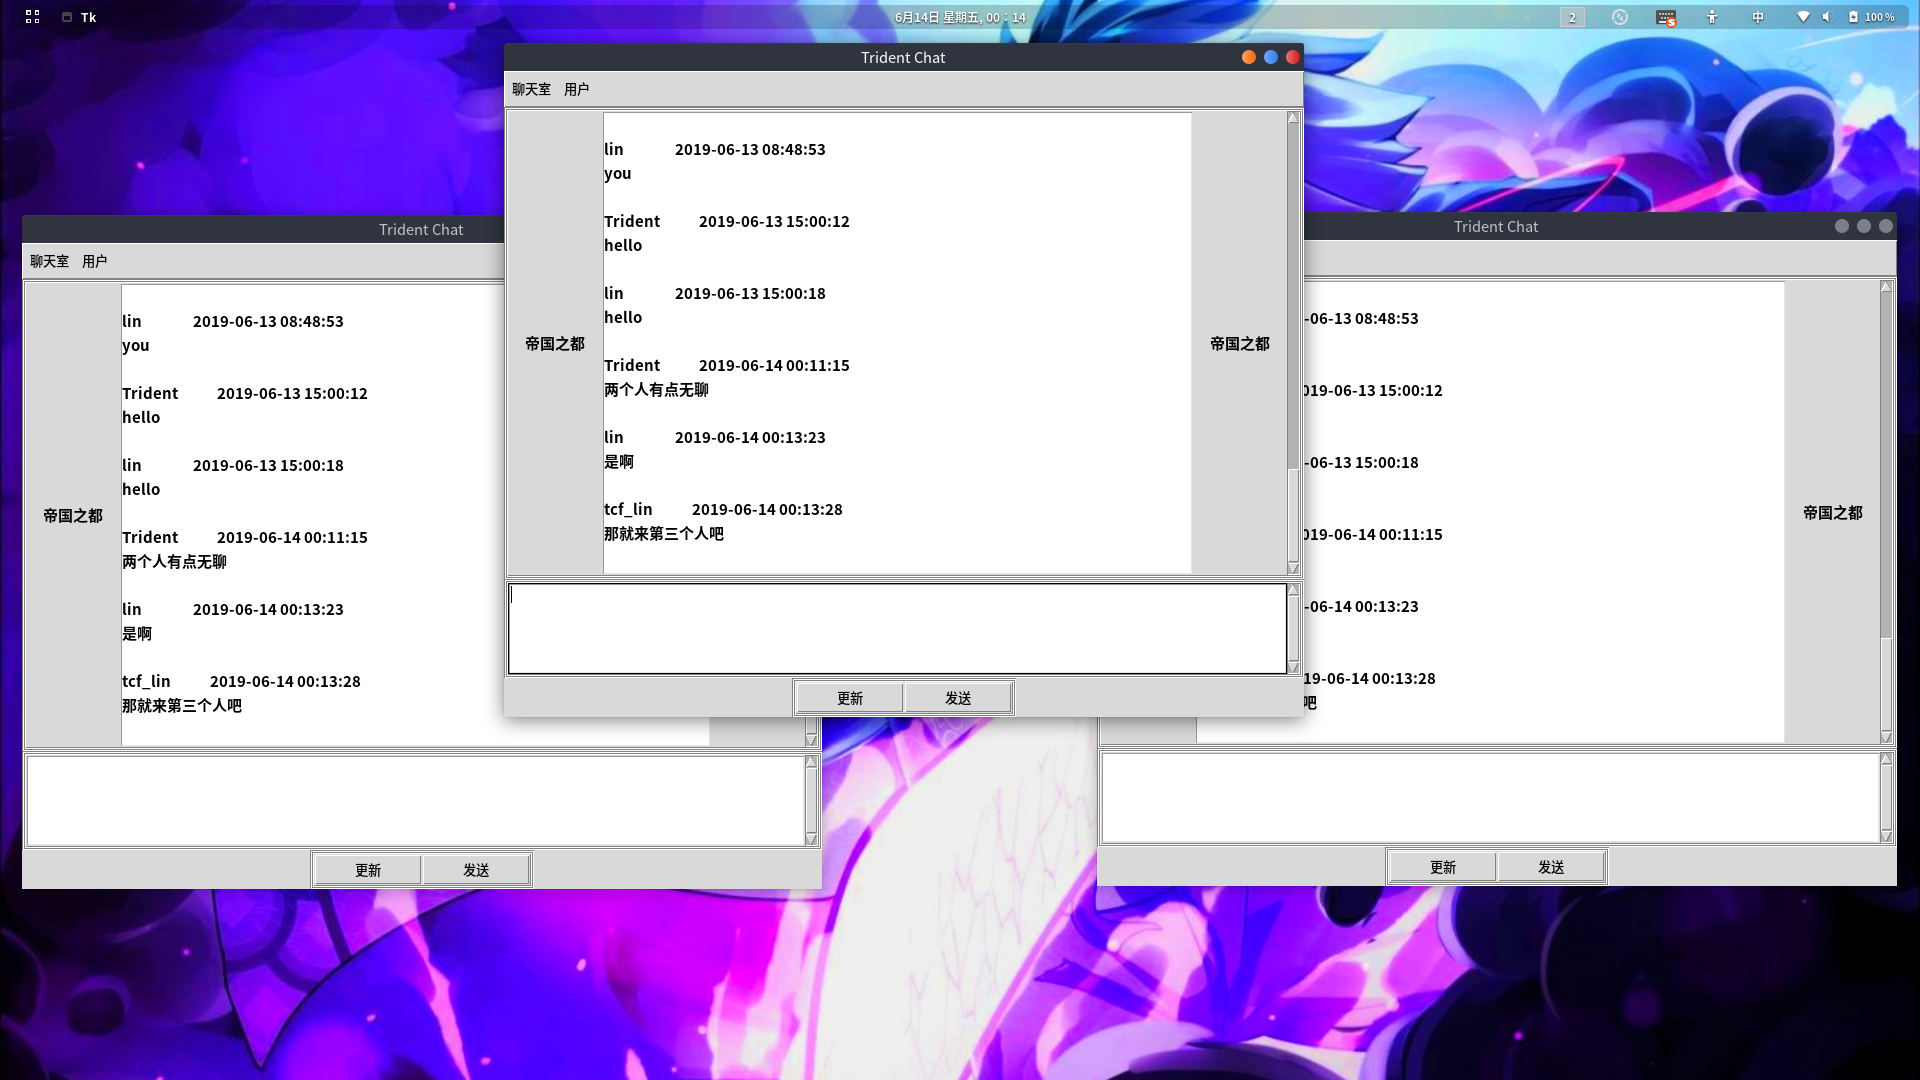 Tk
6月14日 星期五, 00：14
2
中
100 %
Trident Chat
聊天室 用户
lin 2019-06-13 08:48:53
you
Trident 2019-06-13 15:00:12
hello
lin 2019-06-13 15:00:18
hello
Trident 2019-06-14 00:11:15
两个人有点无聊
lin 2019-06-14 00:13:23
是啊
tcf_lin 2019-06-14 00:13:28
那就来第三个人吧
帝国之都
帝国之都
更新 发送
Trident Chat
聊天室 用户
帝国之都
lin 2019-06-13 08:48:53
you
Trident 2019-06-13 15:00:12
hello
lin 2019-06-13 15:00:18
hello
Trident 2019-06-14 00:11:15
两个人有点无聊
lin 2019-06-14 00:13:23
是啊
tcf_lin 2019-06-14 00:13:28
那就来第三个人吧
更新 发送
Trident Chat
-06-13 08:48:53
019-06-13 15:00:12
-06-13 15:00:18
019-06-14 00:11:15
-06-14 00:13:23
19-06-14 00:13:28
吧
帝国之都
更新 发送